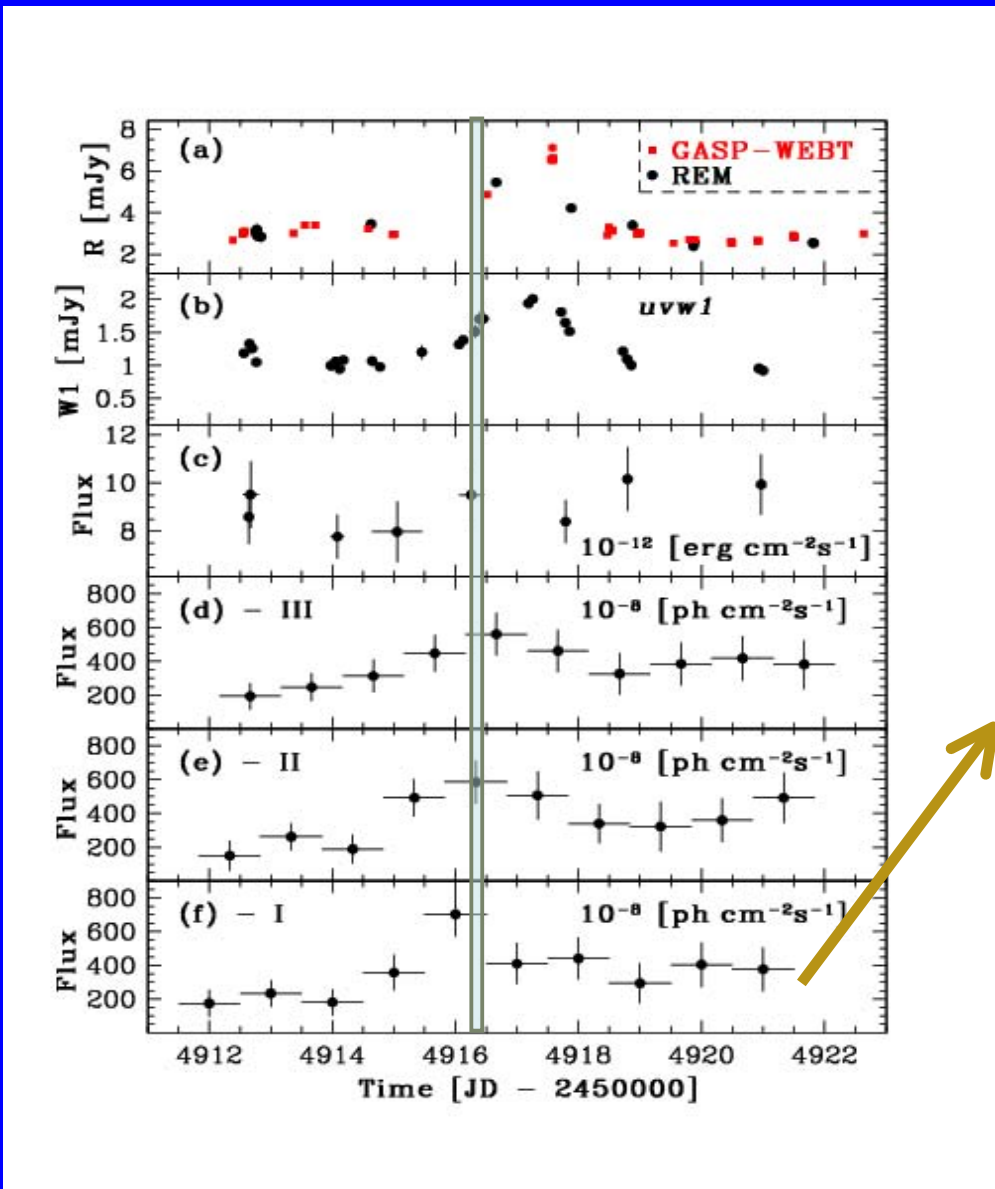 (a)
GASP−WEBT
REM
R [mJy]
8
6
4
2
(b)
uvw1
W1 [mJy]
2
1.5
1
0.5
(c)
Flux
12
10
8
10⁻¹² [erg cm⁻²s⁻¹]
(d) − III
10⁻⁸ [ph cm⁻²s⁻¹]
Flux
800
600
400
200
(e) − II
10⁻⁸ [ph cm⁻²s⁻¹]
Flux
800
600
400
200
(f) − I
10⁻⁸ [ph cm⁻²s⁻¹]
Flux
800
600
400
200
4912 4914 4916 4918 4920 4922
Time [JD − 2450000]